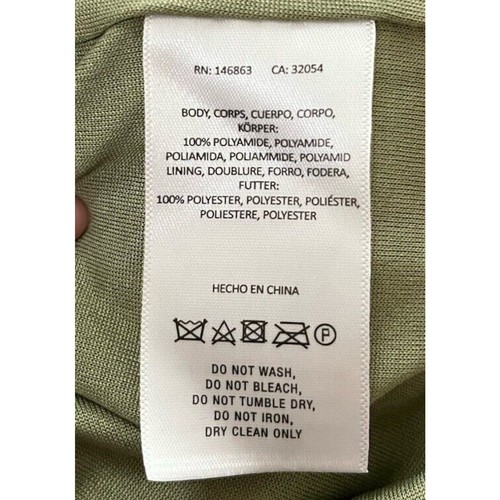 RN: 146863 CA: 32054
BODY, CORPS, CUERPO, CORPO,
KÖRPER:
100% POLYAMIDE, POLYAMIDE,
POLIAMIDA, POLIAMMIDE, POLYAMID
LINING, DOUBLURE, FORRO, FODERA,
FUTTER:
100% POLYESTER, POLYESTER, POLIÉSTER,
POLIESTERE, POLYESTER
HECHO EN CHINA
P
DO NOT WASH,
DO NOT BLEACH,
DO NOT TUMBLE DRY,
DO NOT IRON,
DRY CLEAN ONLY